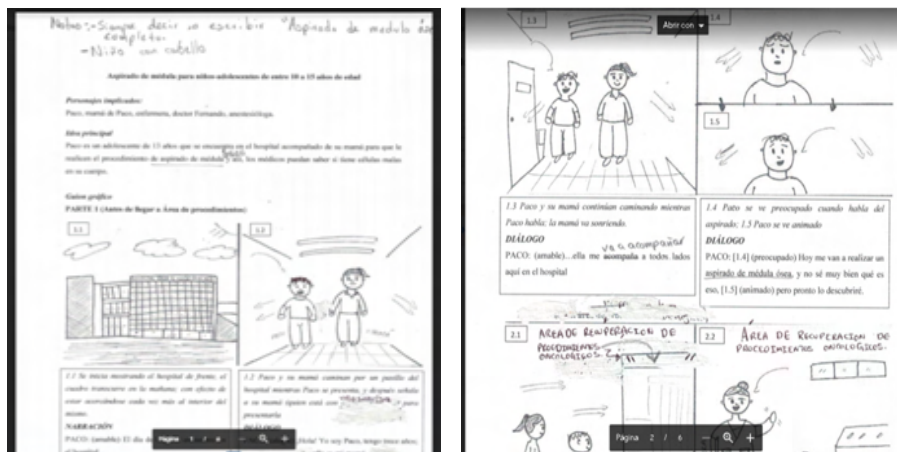 Notas:- Siempre decir o escribir "Aspirado de medula
completo.
- Niño con cabello
Aspirado de médula para niños adolescentes de entre 10 a 15 años de edad
Personajes implicados:
Paco, mamá de Paco, enfermera, doctor Fernando, anestesióloga.
Idea principal
Paco es un adolescente de 13 años que se encuentra en el hospital acompañado de su mamá para que le
realicen el procedimiento de aspirado de médula y así, los médicos puedan saber si tiene células malas
en su cuerpo.
Guion gráfico
PARTE 1 (Antes de llegar a Área de procedimientos)
1.1
1.2
1.1 Se inicia mostrando el hospital de frente, el
cuadro transcurre en la mañana; con efecto de
estar acercándose cada vez más al interior del
mismo.
NARRACIÓN
PACO: (amable) El día de
1.2 Paco y su mamá caminan por un pasillo del
hospital mientras Paco se presenta, y después señala
a su mamá (quien está con para
presentarla
¡Hola! Yo soy Paco, tengo trece años;
Página 1 / 6
1.3
Abrir con
1.4
1.5
1.3 Paco y su mamá continúan caminando mientras
Paco habla; la mamá va sonriendo.
DIÁLOGO
va a acompañar
PACO: (amable)...ella me acompaña a todos lados
aquí en el hospital
1.4 Paco se ve preocupado cuando habla del
aspirado; 1.5 Paco se ve animado
DIÁLOGO
PACO: [1.4] (preocupado) Hoy me van a realizar un
aspirado de médula ósea, y no sé muy bien qué es
eso, [1.5] (animado) pero pronto lo descubriré.
2.1
AREA DE RECUPERACION DE
PROCEDIMIENTOS
ONCOLOGICOS.
2.2
ÁREA DE RECUPERACION DE
PROCEDIMIENTOS ONCOLOGICOS.
Página 2 / 6